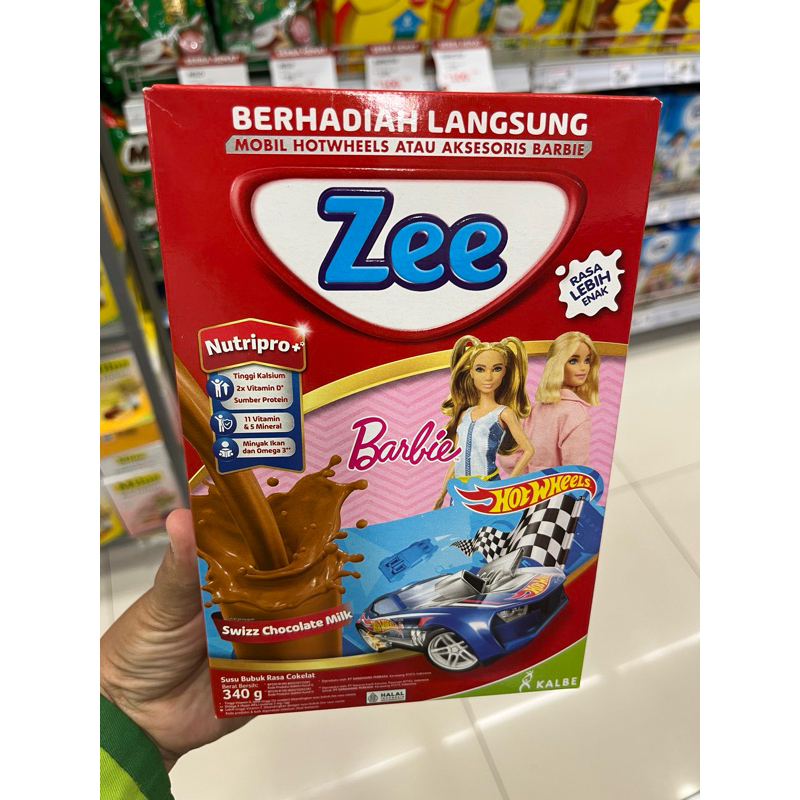 BERHADIAH LANGSUNG
MOBIL HOTWHEELS ATAU AKSESORIS BARBIE
Zee
RASA
LEBIH
ENAK
Nutripro+
Tinggi Kalsium
2x Vitamin D*
Sumber Protein
11 Vitamin
& 5 Mineral
Minyak Ikan
dan Omega 3**
Barbie
HOT WHEELS
Swizz Chocolate Milk
Susu Bubuk Rasa Cokelat
Berat Bersih:
340 g
HALAL
INDONESIA
KALBE